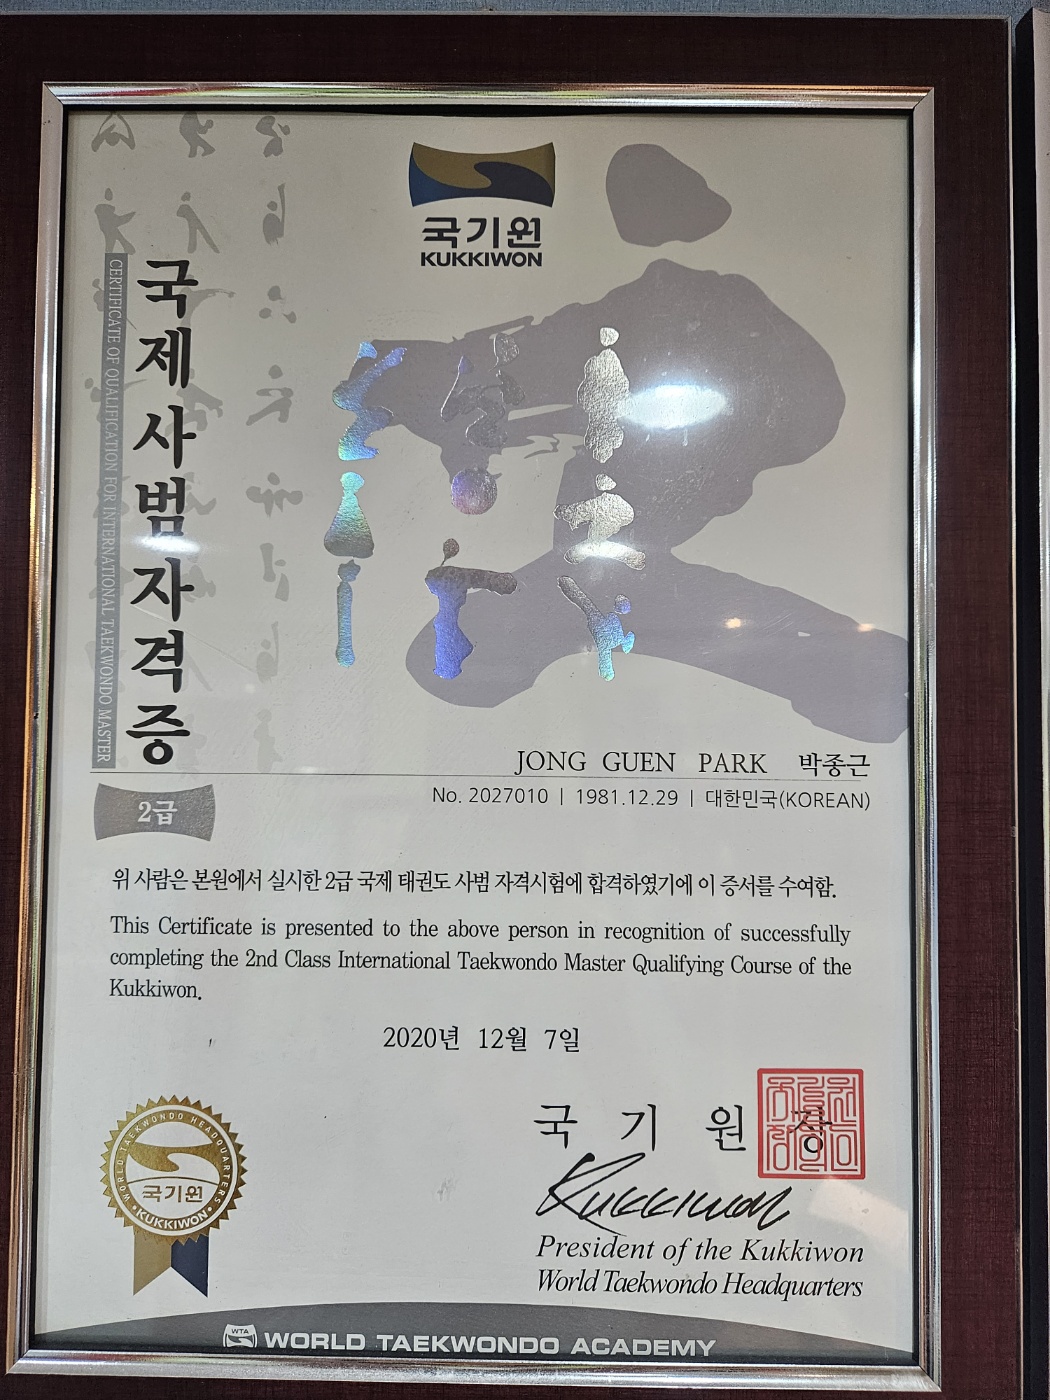 국기원
KUKKIWON
국제사범자격증
CERTIFICATE OF QUALIFICATION FOR INTERNATIONAL TAEKWONDO MASTER
JONG GUEN PARK 박종근
No. 2027010 | 1981.12.29 | 대한민국(KOREAN)
2급
위 사람은 본원에서 실시한 2급 국제 태권도 사범 자격시험에 합격하였기에 이 증서를 수여함.
This Certificate is presented to the above person in recognition of successfully
completing the 2nd Class International Taekwondo Master Qualifying Course of the
Kukkiwon.
2020년 12월 7일
국 기 원 장
Kukkiwon
President of the Kukkiwon
World Taekwondo Headquarters
WORLD TAEKWONDO HEADQUARTERS
국기원
KUKKIWON
WTA WORLD TAEKWONDO ACADEMY